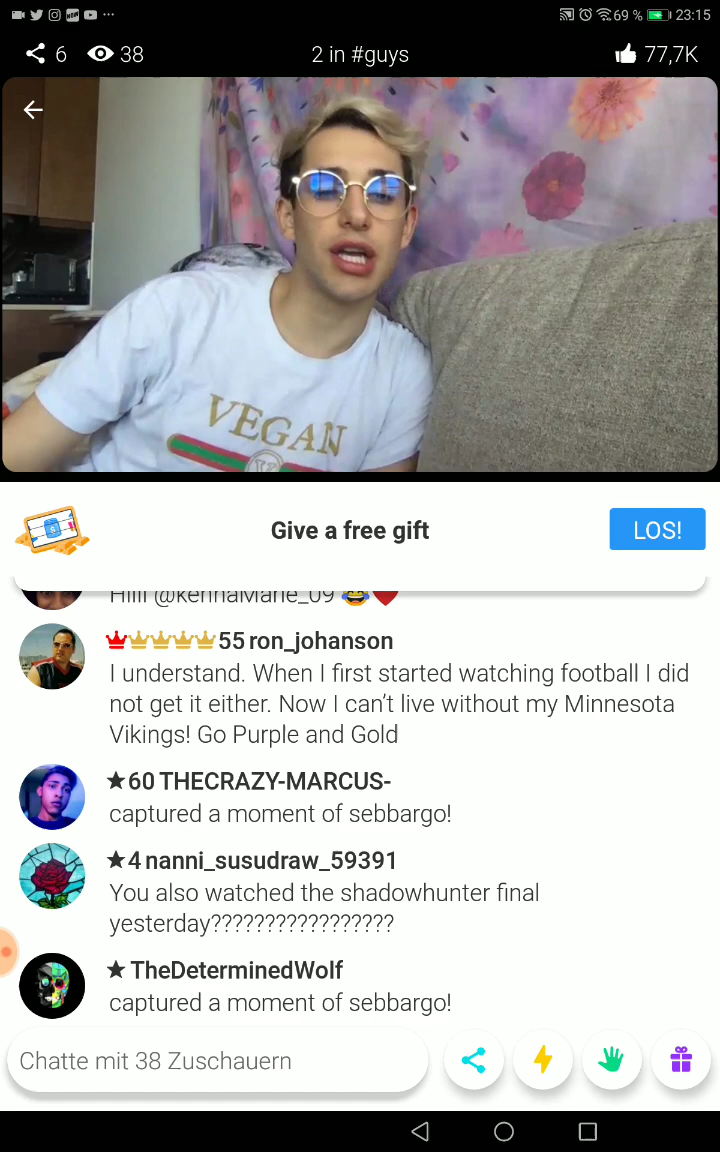 69 % 23:15
6 38 2 in #guys 77,7K
VEGAN
Give a free gift LOS!
Hiiii @kennaMarie_09 😂❤
55 ron_johanson
I understand. When I first started watching football I did
not get it either. Now I can't live without my Minnesota
Vikings! Go Purple and Gold
★60 THECRAZY-MARCUS-
captured a moment of sebbargo!
★4 nanni_susudraw_59391
You also watched the shadowhunter final
yesterday?????????????????
★ TheDeterminedWolf
captured a moment of sebbargo!
Chatte mit 38 Zuschauern